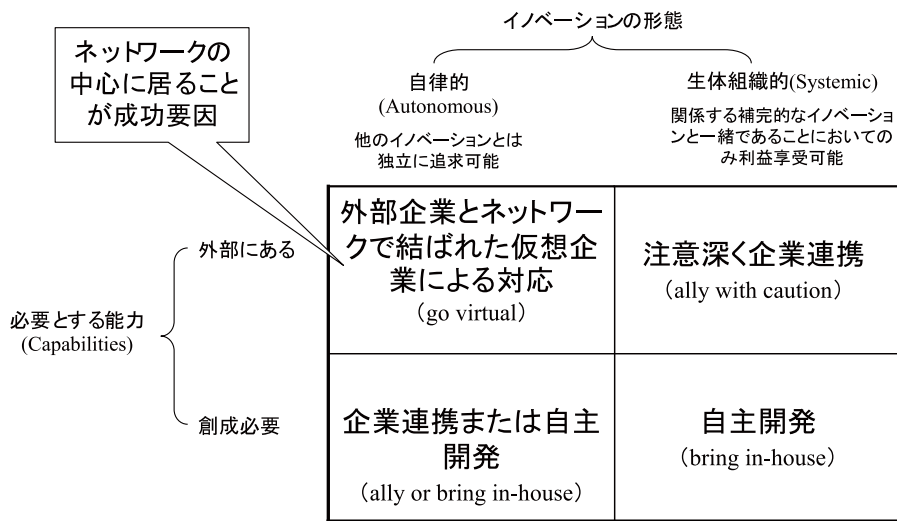 イノベーションの形態
ネットワークの
中心に居ること
が成功要因
自律的
(Autonomous)
他のイノベーションとは
独立に追求可能
生体組織的(Systemic)
関係する補完的なイノベーショ
ンと一緒であることにおいての
み利益享受可能
必要とする能力
(Capabilities)
外部にある
外部企業とネットワー
クで結ばれた仮想企
業による対応
(go virtual)
注意深く企業連携
(ally with caution)
創成必要
企業連携または自主
開発
(ally or bring in-house)
自主開発
(bring in-house)